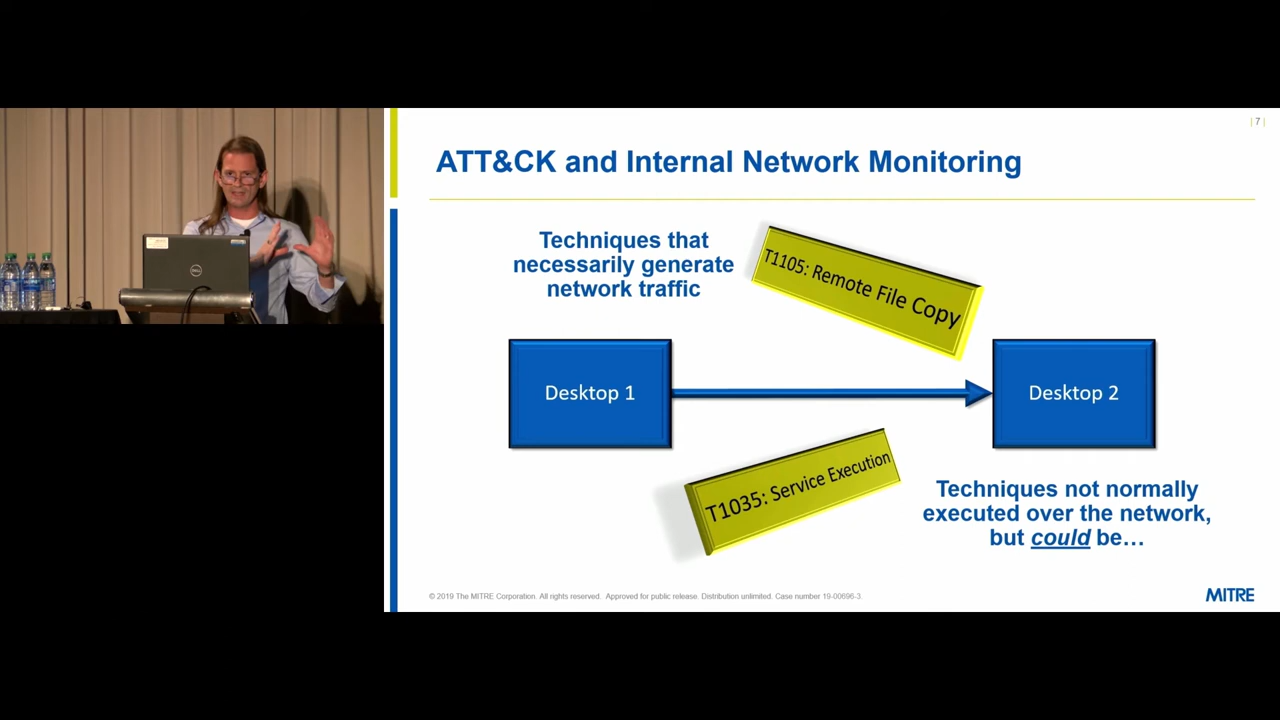 | 7 |
ATT&CK and Internal Network Monitoring
Techniques that
necessarily generate
network traffic
T1105: Remote File Copy
Desktop 1
Desktop 2
T1035: Service Execution
Techniques not normally
executed over the network,
but could be…
© 2019 The MITRE Corporation. All rights reserved. Approved for public release. Distribution unlimited. Case number 19-00696-3.
MITRE
DELL